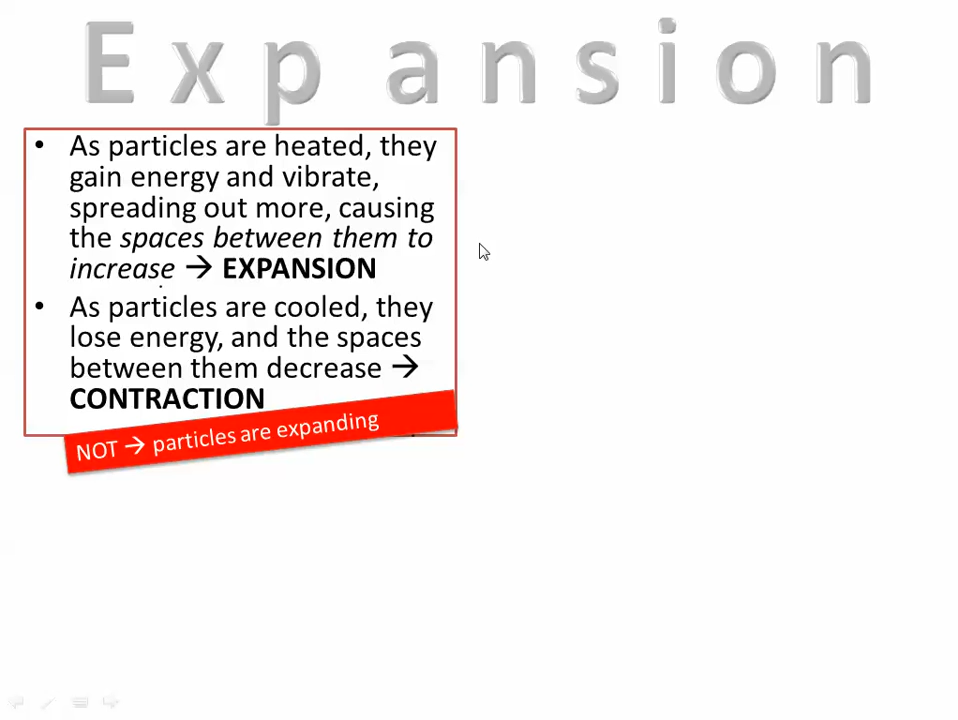 E x p a n s i o n
• As particles are heated, they
gain energy and vibrate,
spreading out more, causing
the spaces between them to
increase → EXPANSION
• As particles are cooled, they
lose energy, and the spaces
between them decrease →
CONTRACTION
NOT → particles are expanding